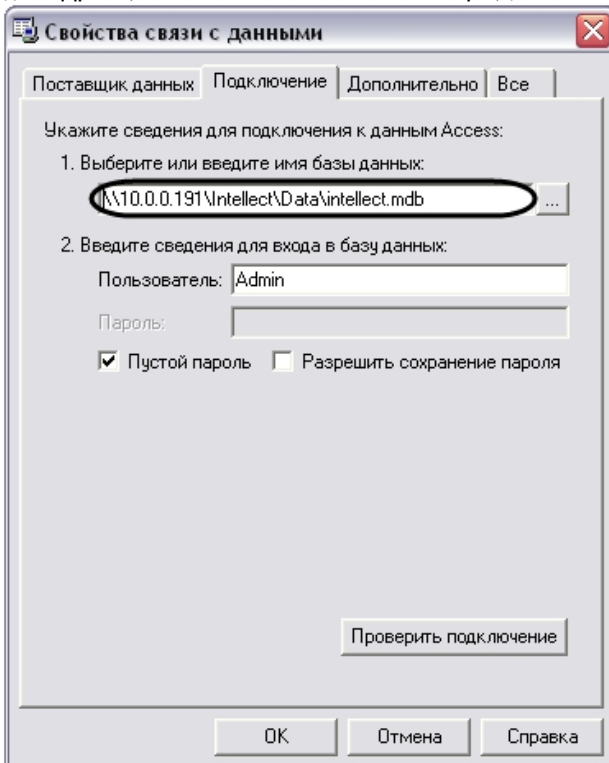 Свойства связи с данными
Поставщик данных Подключение Дополнительно Все
Укажите сведения для подключения к данным Access:
1. Выберите или введите имя базы данных:
\\10.0.0.191\Intellect\Data\intellect.mdb ...
2. Введите сведения для входа в базу данных:
Пользователь: Admin
Пароль:
Пустой пароль Разрешить сохранение пароля
Проверить подключение
OK Отмена Справка